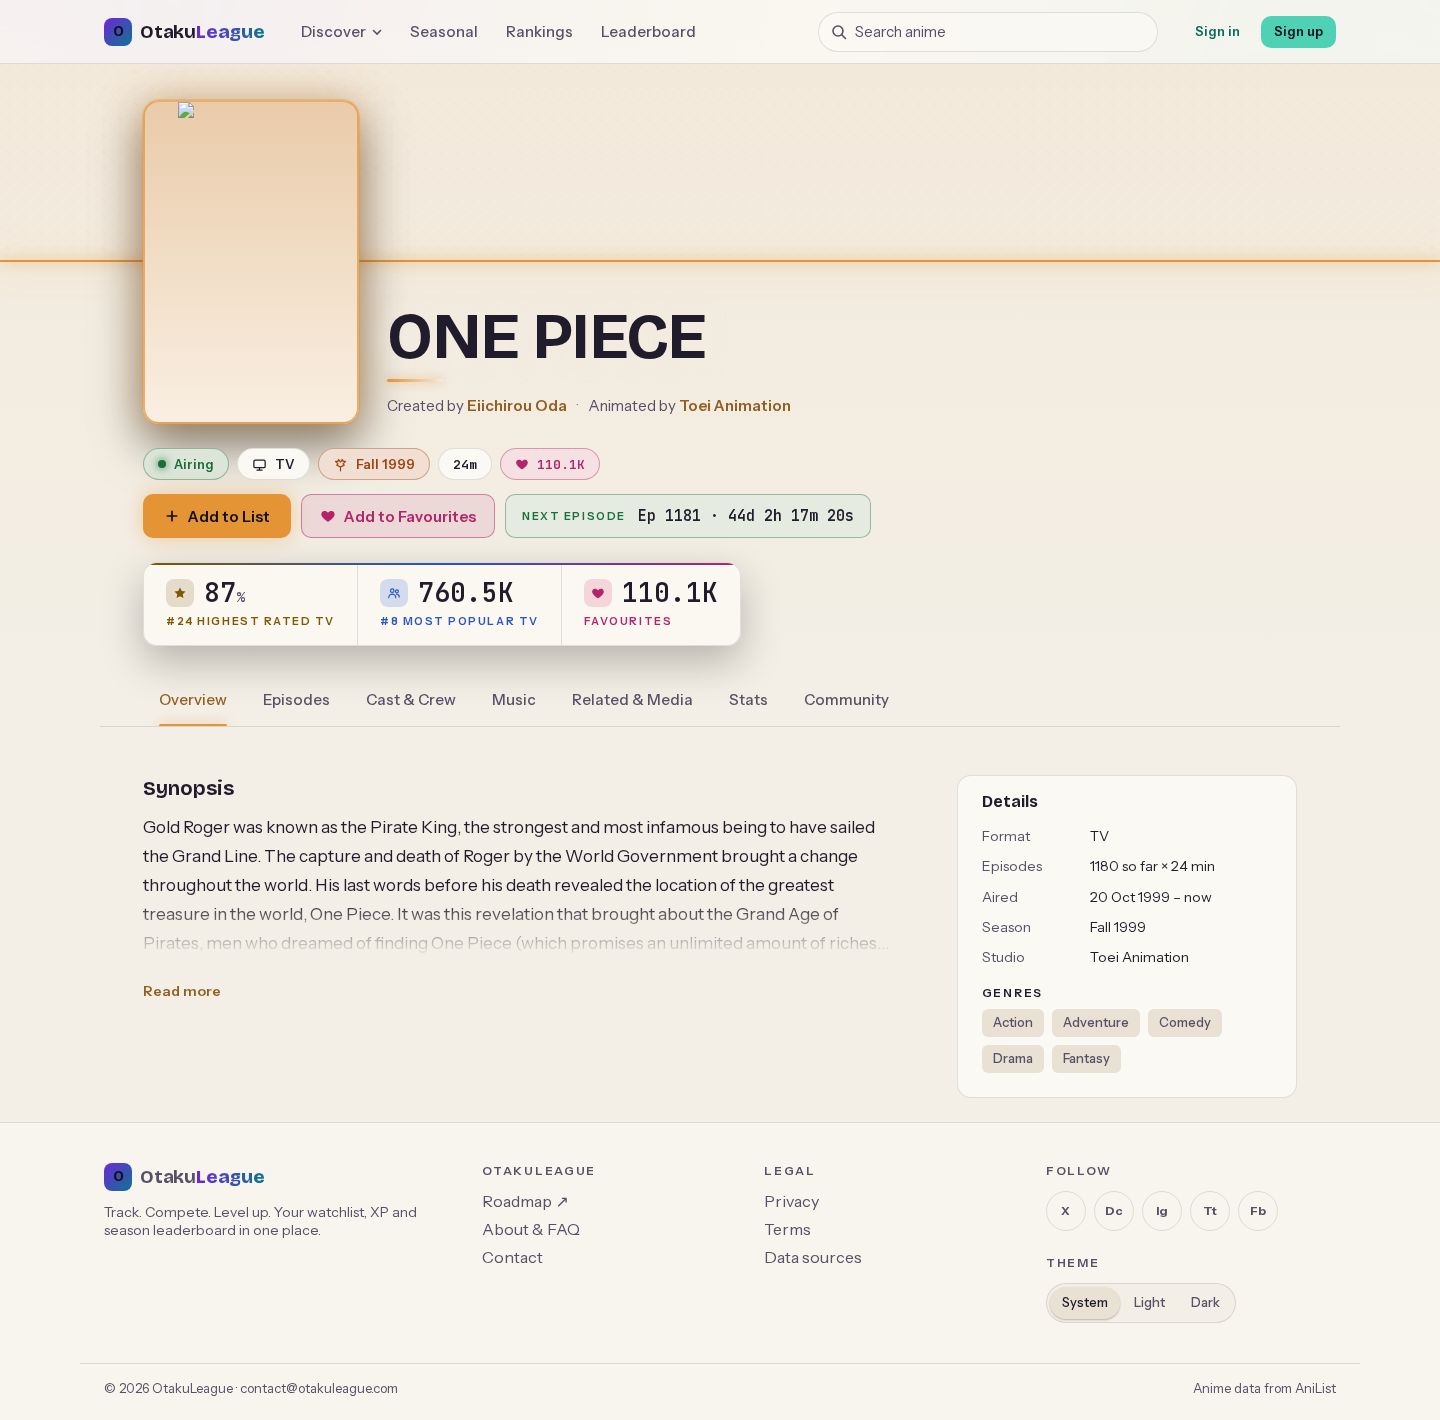 O OtakuLeague Discover Seasonal Rankings Leaderboard Search anime Sign in Sign up
ONE PIECE
Created by Eiichirou Oda · Animated by Toei Animation
Airing TV Fall 1999 24m 110.1K
Add to List Add to Favourites NEXT EPISODE Ep 1181 · 44d 2h 17m 20s
87% 760.5K 110.1K
#24 HIGHEST RATED TV #8 MOST POPULAR TV FAVOURITES
Overview Episodes Cast & Crew Music Related & Media Stats Community
Synopsis
Gold Roger was known as the Pirate King, the strongest and most infamous being to have sailed
the Grand Line. The capture and death of Roger by the World Government brought a change
throughout the world. His last words before his death revealed the location of the greatest
treasure in the world, One Piece. It was this revelation that brought about the Grand Age of
Pirates, men who dreamed of finding One Piece (which promises an unlimited amount of riches...
Read more
Details
Format TV
Episodes 1180 so far × 24 min
Aired 20 Oct 1999 – now
Season Fall 1999
Studio Toei Animation
GENRES
Action Adventure Comedy
Drama Fantasy
O OtakuLeague
Track. Compete. Level up. Your watchlist, XP and
season leaderboard in one place.
OTAKULEAGUE
Roadmap ↗
About & FAQ
Contact
LEGAL
Privacy
Terms
Data sources
FOLLOW
X Dc Ig Tt Fb
THEME
System Light Dark
© 2026 OtakuLeague · contact@otakuleague.com
Anime data from AniList